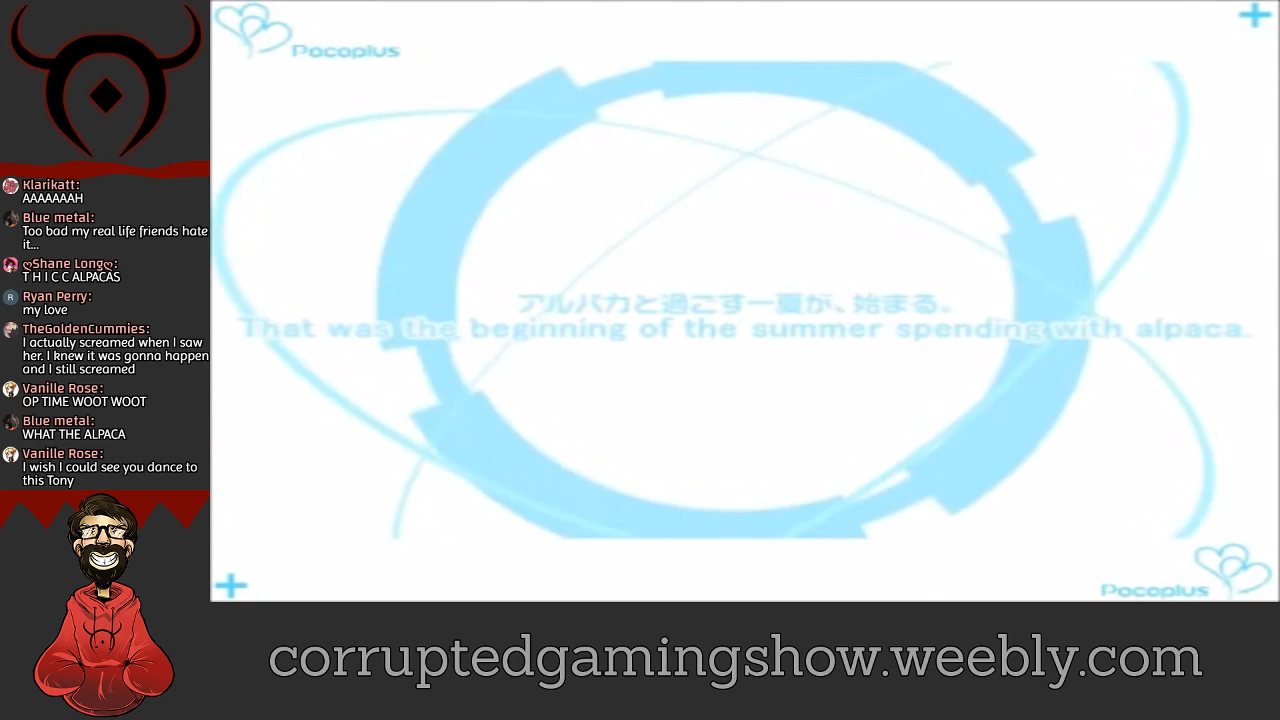 Pocoplus
Klarikatt:
AAAAAAAH
Blue metal:
Too bad my real life friends hate
it...
ღShane Longღ:
T H I C C ALPACAS
R
Ryan Perry:
my love
TheGoldenCummies:
I actually screamed when I saw
her. I knew it was gonna happen
and I still screamed
Vanille Rose:
OP TIME WOOT WOOT
Blue metal:
WHAT THE ALPACA
Vanille Rose:
I wish I could see you dance to
this Tony
アルパカと過ごす一夏が、始まる。
That was the beginning of the summer spending with alpaca.
Pocoplus
corruptedgamingshow.weebly.com